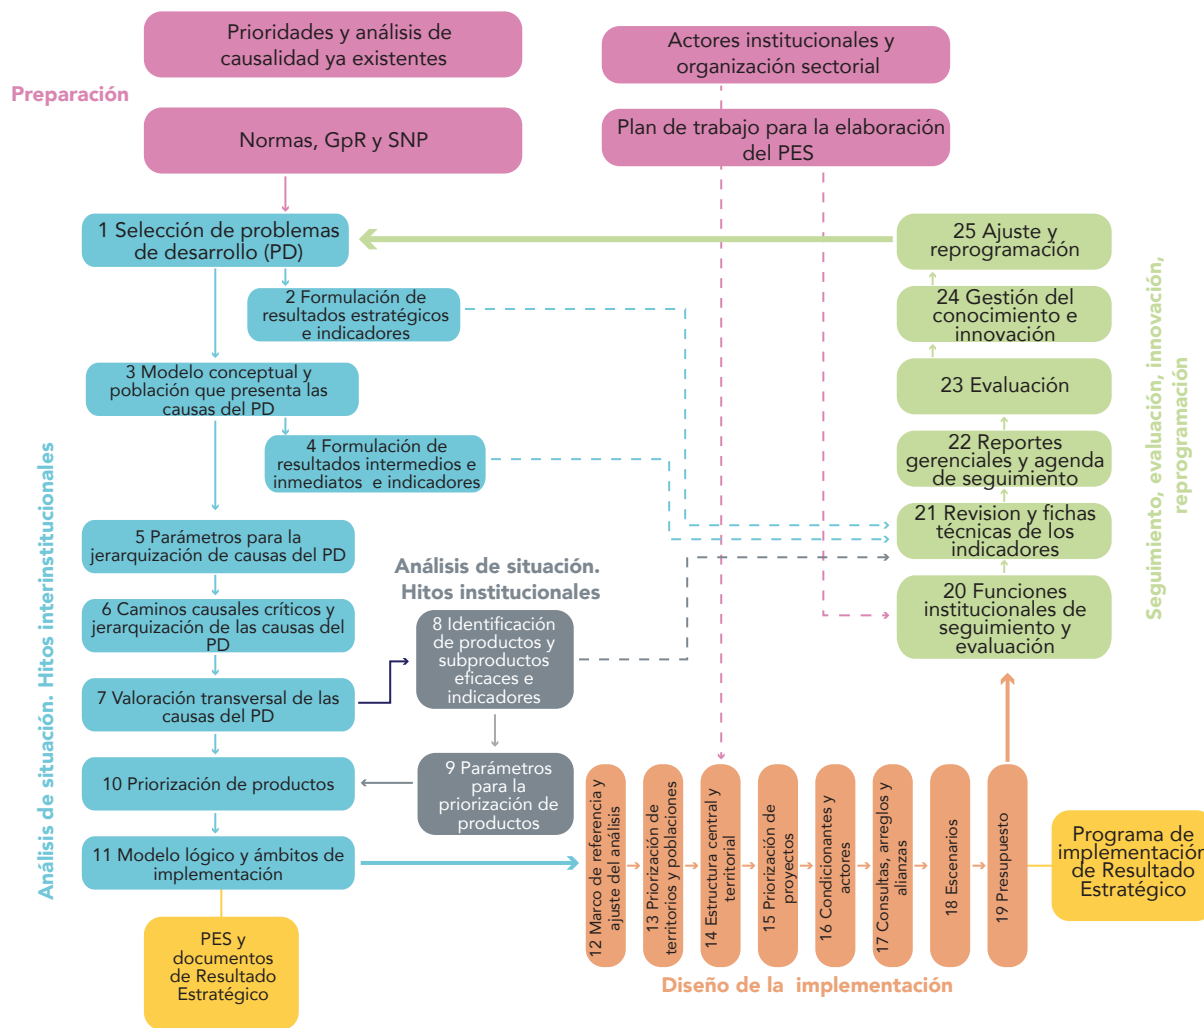 Prioridades y análisis de
causalidad ya existentes
Actores institucionales y
organización sectorial
Preparación
Normas, GpR y SNP
Plan de trabajo para la elaboración
del PES
1 Selección de problemas
de desarrollo (PD)
2 Formulación de
resultados estratégicos
e indicadores
3 Modelo conceptual y
población que presenta las
causas del PD
4 Formulación de
resultados intermedios e
inmediatos e indicadores
5 Parámetros para la
jerarquización de causas del PD
6 Caminos causales críticos y
jerarquización de las causas del
PD
7 Valoración transversal de las
causas del PD
10 Priorización de productos
11 Modelo lógico y ámbitos de
implementación
PES y
documentos
de Resultado
Estratégico
Análisis de situación. Hitos interinstitucionales
Análisis de situación.
Hitos institucionales
8 Identificación
de productos y
subproductos
eficaces e
indicadores
9 Parámetros
para la
priorización de
productos
12 Marco de referencia y
ajuste del análisis
13 Priorización de
territorios y poblaciones
14 Estructura central y
territorial
15 Priorización de
proyectos
16 Condicionantes y
actores
17 Consultas, arreglos y
alianzas
18 Escenarios
19 Presupuesto
Diseño de la implementación
Programa de
implementación
de Resultado
Estratégico
25 Ajuste y
reprogramación
24 Gestión del
conocimiento e
innovación
23 Evaluación
22 Reportes
gerenciales y agenda
de seguimiento
21 Revision y fichas
técnicas de los
indicadores
20 Funciones
institucionales de
seguimiento y
evaluación
Seguimiento, evaluación, innovación,
reprogramación